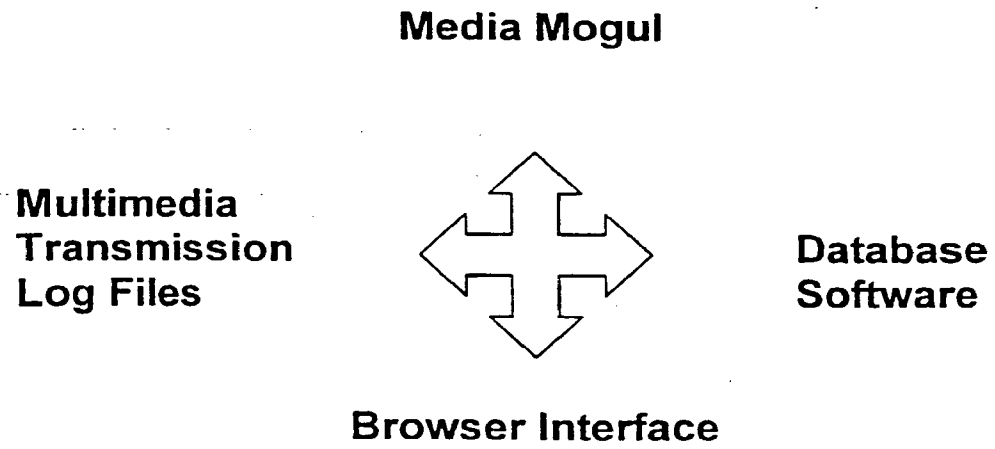 Media Mogul
Multimedia
Transmission
Log Files
Database
Software
Browser Interface